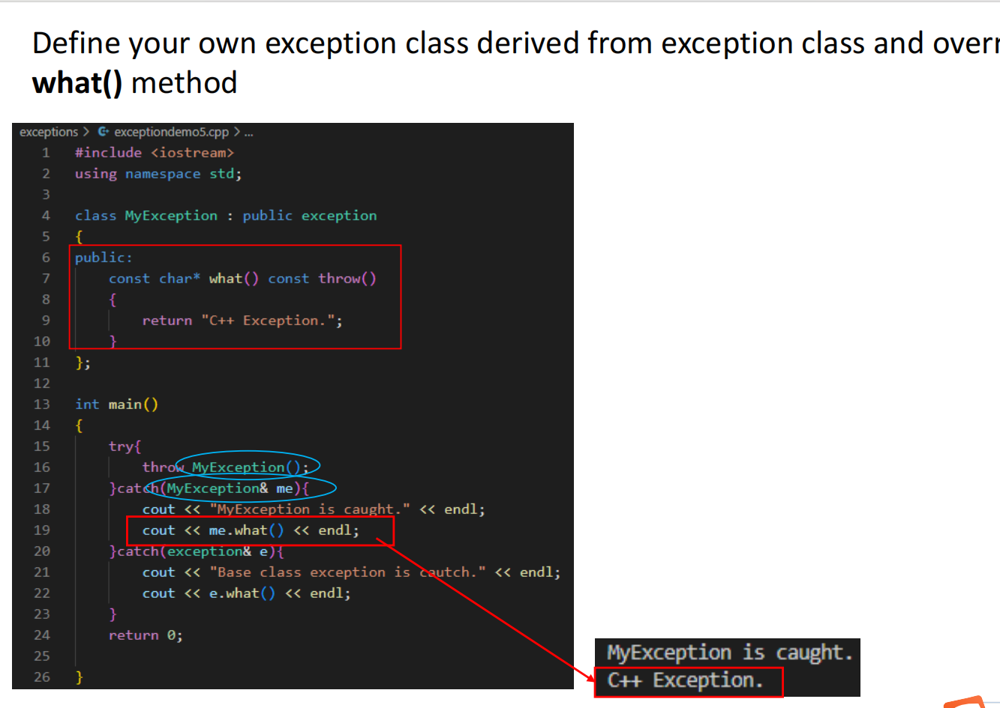 Define your own exception class derived from exception class and
what() method
exceptions > exceptiondemo5.cpp > ...
1 #include <iostream>
2 using namespace std;
3
4 class MyException : public exception
5 {
6 public:
7 const char* what() const throw()
8 {
9 return "C++ Exception.";
10 }
11 };
12
13 int main()
14 {
15 try{
16 throw MyException();
17 }catch(MyException& me){
18 cout << "MyException is caught." << endl;
19 cout << me.what() << endl;
20 }catch(exception& e){
21 cout << "Base class exception is cautch." << endl;
22 cout << e.what() << endl;
23 }
24 return 0;
25
26 }
MyException is caught.
C++ Exception.